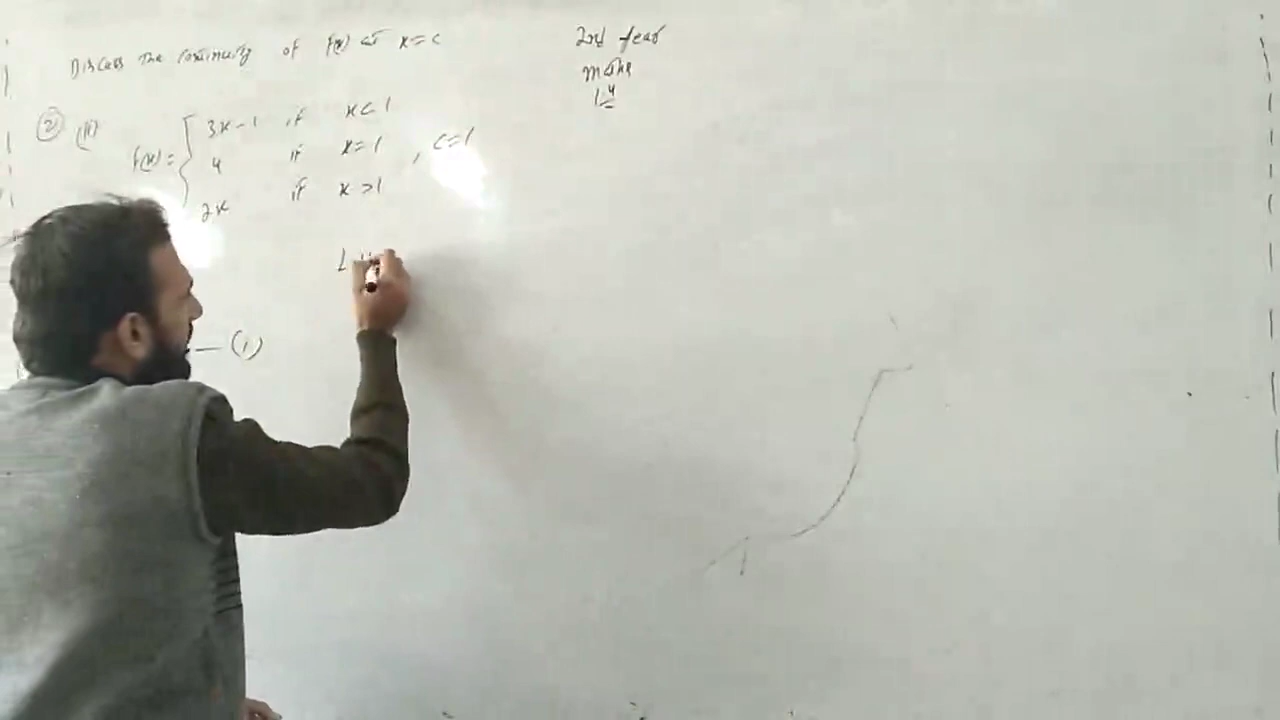 Discuss the Continuity of f(x) at x = c
2nd year
maths
1.4
② (ii) f(x) = { 3x - 1 if x < 1
4 if x = 1 , c = 1
2x if x > 1
Li
— (1)